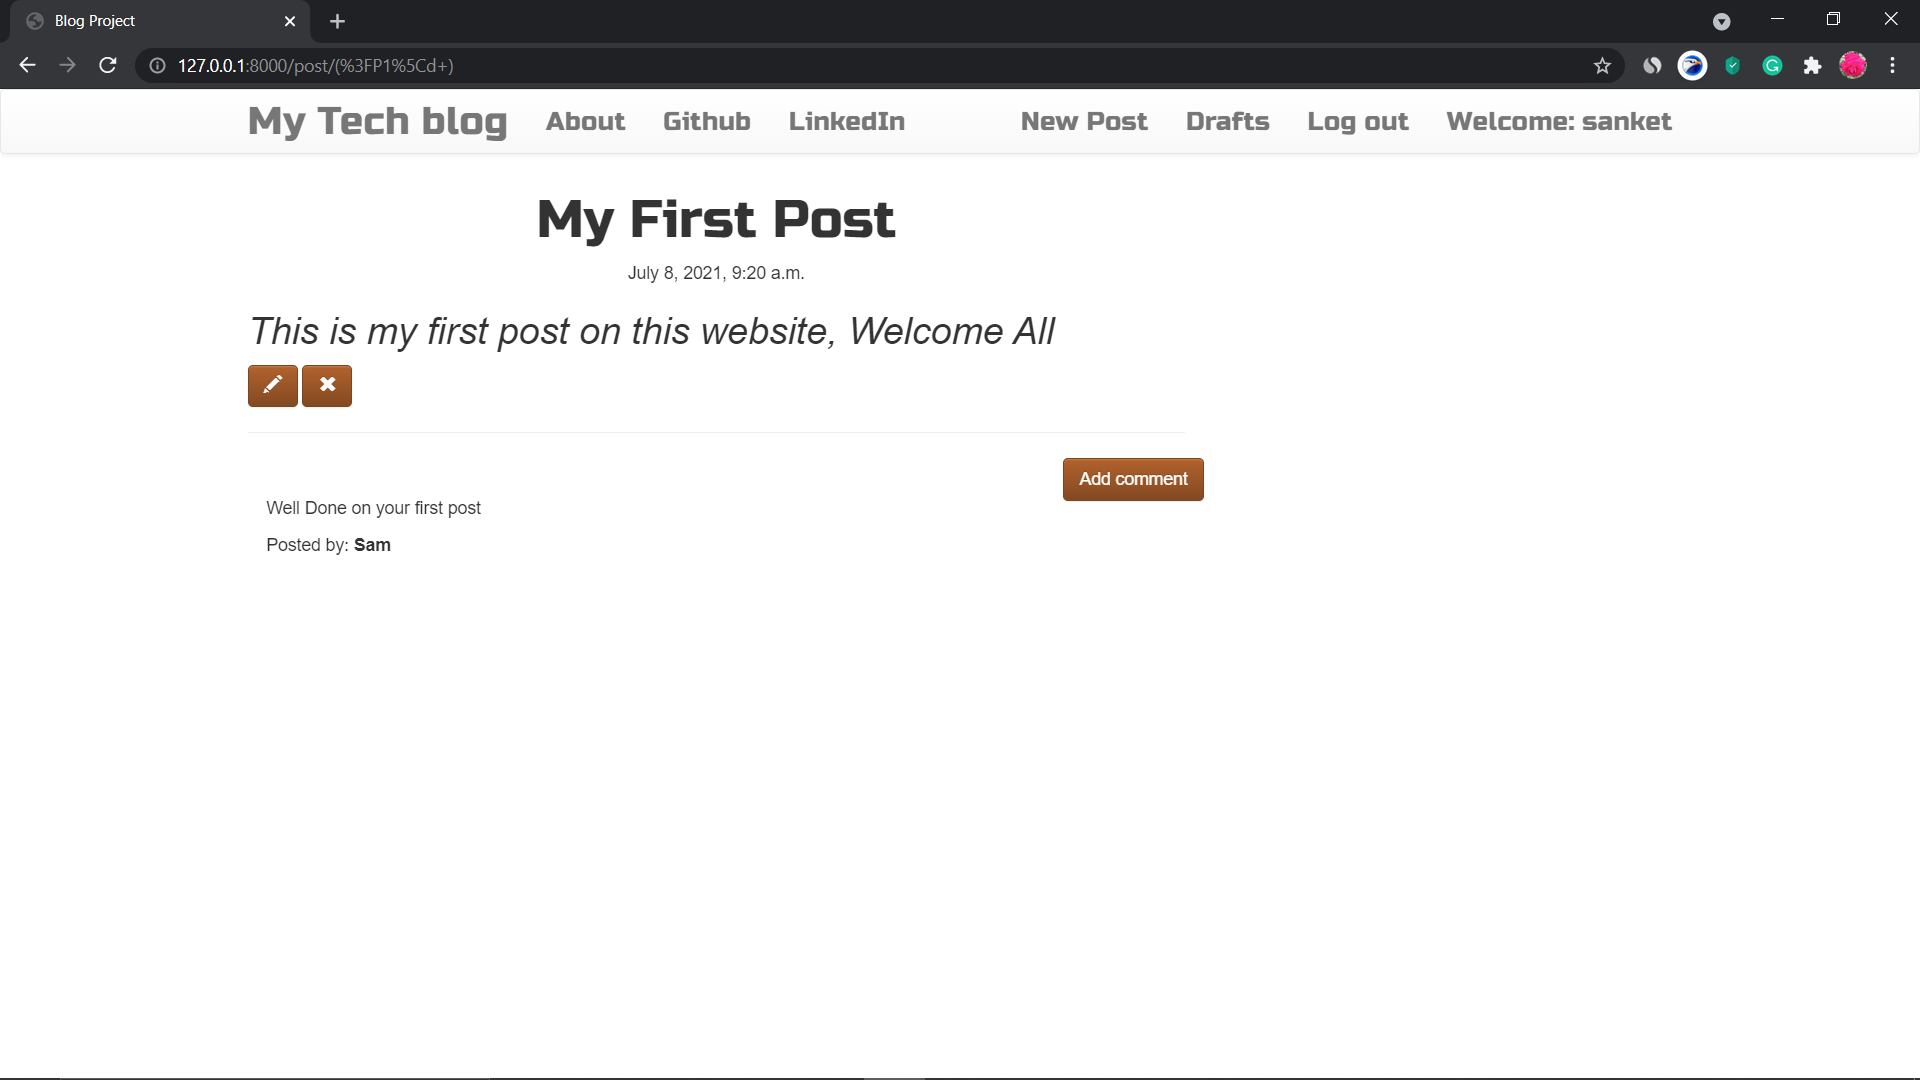 Blog Project
127.0.0.1:8000/post/(%3FP1%5Cd+)
My Tech blog About Github LinkedIn New Post Drafts Log out Welcome: sanket
My First Post
July 8, 2021, 9:20 a.m.
This is my first post on this website, Welcome All
Add comment
Well Done on your first post
Posted by: Sam